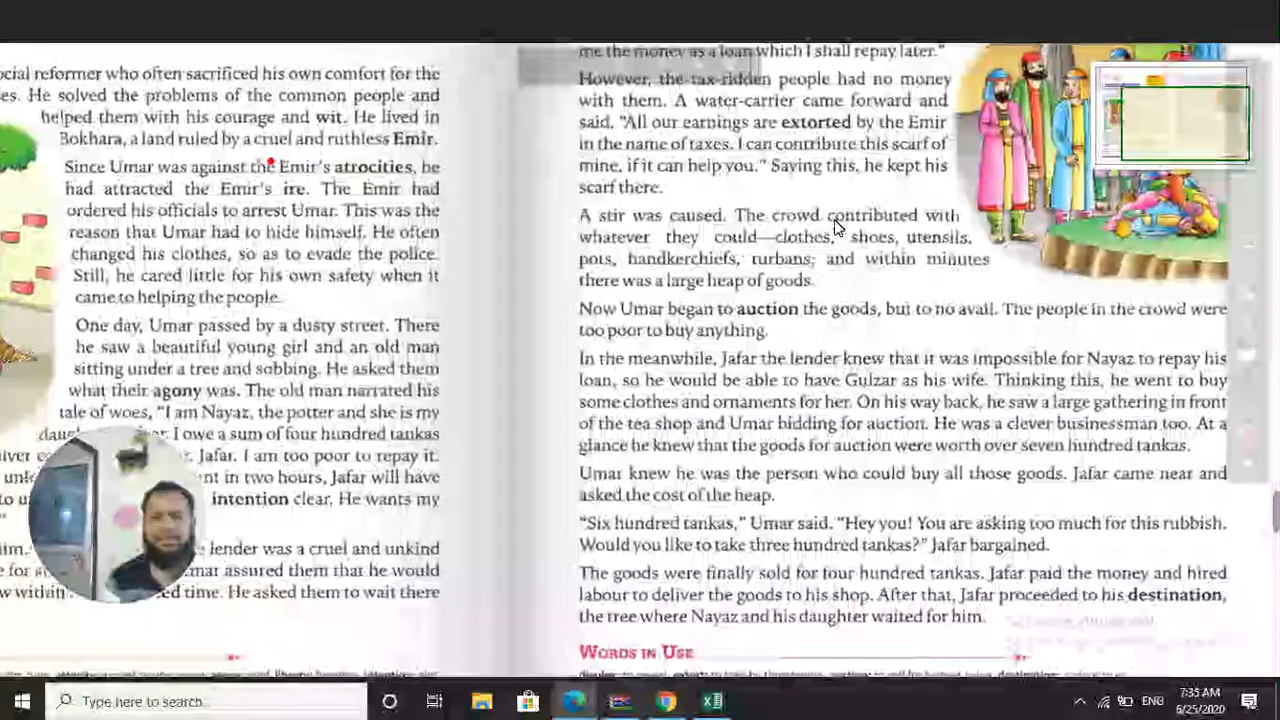 ocial reformer who often sacrificed his own comfort for the
es. He solved the problems of the common people and
helped them with his courage and wit. He lived in
Bokhara, a land ruled by a cruel and ruthless Emir.
Since Umar was against the Emir's atrocities, he
had attracted the Emir's ire. The Emir had
ordered his officials to arrest Umar. This was the
reason that Umar had to hide himself. He often
changed his clothes, so as to evade the police.
Still, he cared little for his own safety when it
came to helping the people.
One day, Umar passed by a dusty street. There
he saw a beautiful young girl and an old man
sitting under a tree and sobbing. He asked them
what their agony was. The old man narrated his
tale of woes, "I am Nayaz, the potter and she is my
I owe a sum of four hundred tankas
Jafar. I am too poor to repay it.
nt in two hours, Jafar will have
intention clear. He wants my
lender was a cruel and unkind
mar assured them that he would
ed time. He asked them to wait there
me the money as a loan which I shall repay later."
However, the tax-ridden people had no money
with them. A water-carrier came forward and
said, "All our earnings are extorted by the Emir
in the name of taxes. I can contribute this scarf of
mine, if it can help you." Saying this, he kept his
scarf there.
A stir was caused. The crowd contributed with
whatever they could—clothes, shoes, utensils,
pots, handkerchiefs, turbans; and within minutes
there was a large heap of goods.
Now Umar began to auction the goods, but to no avail. The people in the crowd were
too poor to buy anything.
In the meanwhile, Jafar the lender knew that it was impossible for Nayaz to repay his
loan, so he would be able to have Gulzar as his wife. Thinking this, he went to buy
some clothes and ornaments for her. On his way back, he saw a large gathering in front
of the tea shop and Umar bidding for auction. He was a clever businessman too. At a
glance he knew that the goods for auction were worth over seven hundred tankas.
Umar knew he was the person who could buy all those goods. Jafar came near and
asked the cost of the heap.
"Six hundred tankas," Umar said. "Hey you! You are asking too much for this rubbish.
Would you like to take three hundred tankas?" Jafar bargained.
The goods were finally sold for four hundred tankas. Jafar paid the money and hired
labour to deliver the goods to his shop. After that, Jafar proceeded to his destination,
the tree where Nayaz and his daughter waited for him.
WORDS IN USE
Type here to search
ENG
7:35 AM
6/25/2020